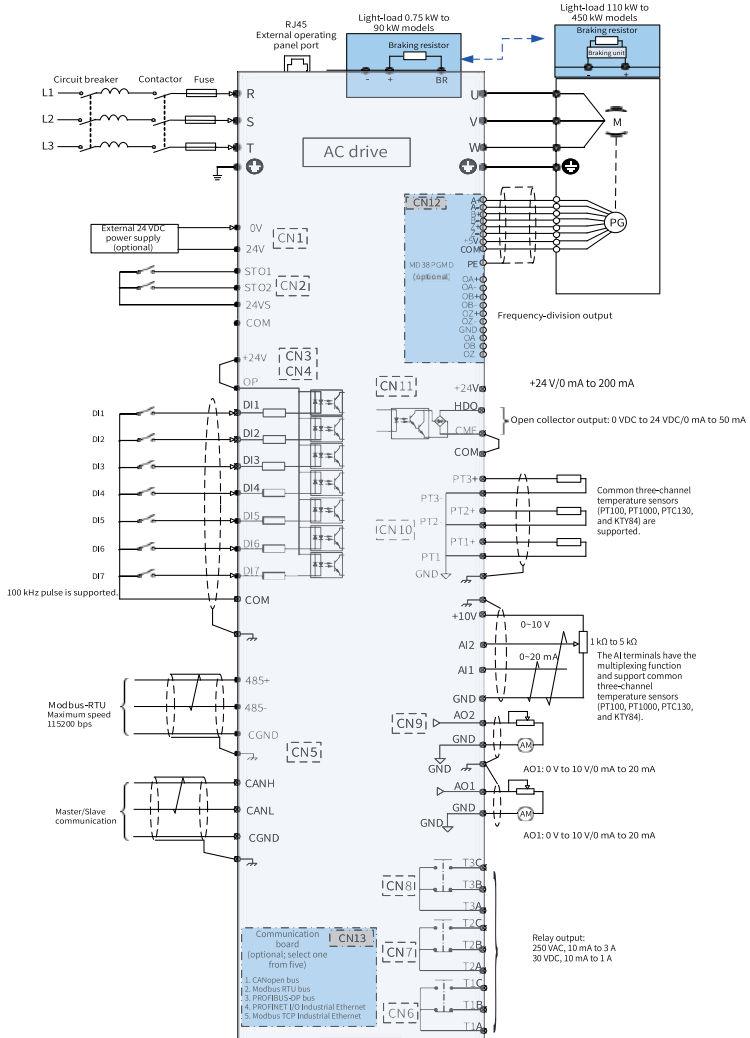 RJ45
External operating
panel port
Light-load 0.75 kW to
90 kW models
Braking resistor
-
+
BR
Light-load 110 kW to
450 kW models
Braking resistor
Braking unit
-
+
Circuit breaker
Contactor
Fuse
L1
L2
L3
R
S
T
AC drive
U
V
W
M
PG
External 24 VDC
power supply
(optional)
0V
24V
CN1
STO1
STO2
24VS
COM
CN2
+24V
OP
CN3
CN4
CN12
MD38PGMD
(optional)
A+
A-
B+
B-
Z+
Z-
+5V
COM
PE
OA+
OA-
OB+
OB-
OZ+
OZ-
GND
OA
OB
OZ
Frequency-division output
DI1
DI2
DI3
DI4
DI5
DI6
DI7
DI1
DI2
DI3
DI4
DI5
DI6
DI7
COM
100 kHz pulse is supported.
CN11
+24V
HDO
CME
COM
+24 V/0 mA to 200 mA
Open collector output: 0 VDC to 24 VDC/0 mA to 50 mA
CN10
PT3+
PT3-
PT2+
PT2-
PT1+
PT1
GND
Common three-channel
temperature sensors
(PT100, PT1000, PTC130,
and KTY84) are
supported.
+10V
AI2
AI1
GND
0~10 V
0~20 mA
1 kΩ to 5 kΩ
The AI terminals have the
multiplexing function
and support common
three-channel
temperature sensors
(PT100, PT1000, PTC130,
and KTY84).
CN9
AO2
GND
GND
AM
AO1: 0 V to 10 V/0 mA to 20 mA
AO1
GND
GND
AM
AO1: 0 V to 10 V/0 mA to 20 mA
Modbus-RTU
Maximum speed
115200 bps
485+
485-
CGND
CN5
Master/Slave
communication
CANH
CANL
CGND
CN8
T3C
T3B
T3A
CN7
T2C
T2B
T2A
CN6
T1C
T1B
T1A
Relay output:
250 VAC, 10 mA to 3 A
30 VDC, 10 mA to 1 A
Communication
board
(optional; select one
from five)
CN13
1. CANopen bus
2. Modbus RTU bus
3. PROFIBUS-DP bus
4. PROFINET I/O Industrial Ethernet
5. Modbus TCP Industrial Ethernet